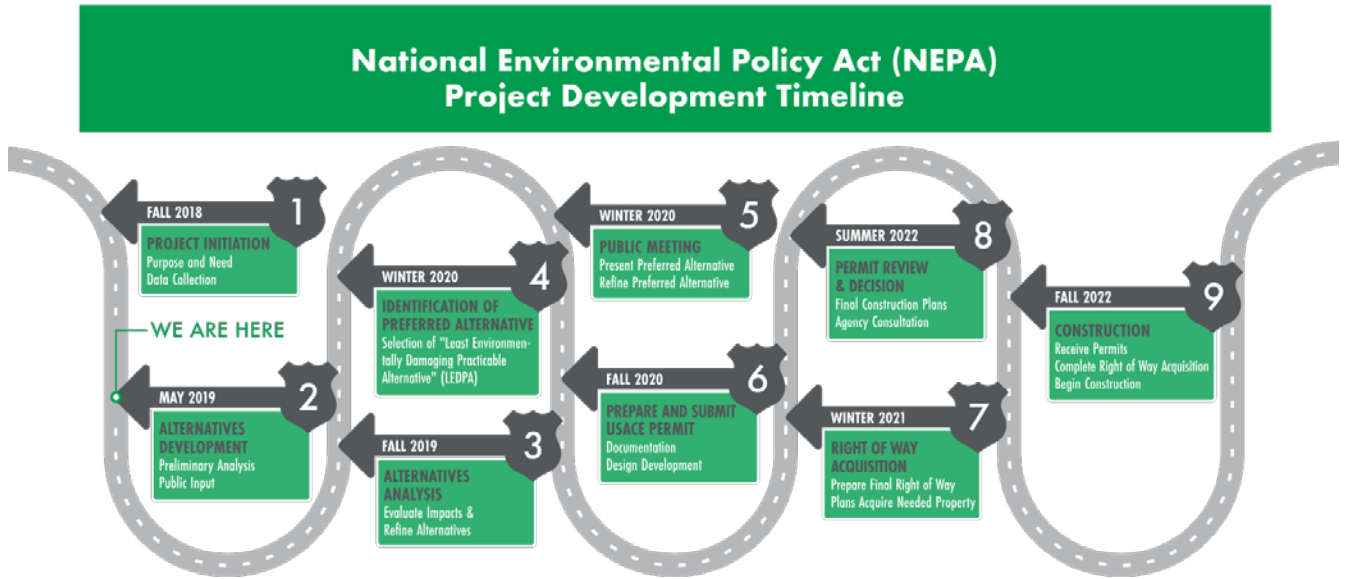 National Environmental Policy Act (NEPA)
Project Development Timeline
1
FALL 2018
PROJECT INITIATION
Purpose and Need
Data Collection
WE ARE HERE
2
MAY 2019
ALTERNATIVES
DEVELOPMENT
Preliminary Analysis
Public Input
3
FALL 2019
ALTERNATIVES
ANALYSIS
Evaluate Impacts &
Refine Alternatives
4
WINTER 2020
IDENTIFICATION OF
PREFERRED ALTERNATIVE
Selection of "Least Environmen-
tally Damaging Practicable
Alternative" (LEDPA)
5
WINTER 2020
PUBLIC MEETING
Present Preferred Alternative
Refine Preferred Alternative
6
FALL 2020
PREPARE AND SUBMIT
USACE PERMIT
Documentation
Design Development
7
WINTER 2021
RIGHT OF WAY
ACQUISITION
Prepare Final Right of Way
Plans Acquire Needed Property
8
SUMMER 2022
PERMIT REVIEW
& DECISION
Final Construction Plans
Agency Consultation
9
FALL 2022
CONSTRUCTION
Receive Permits
Complete Right of Way Acquisition
Begin Construction